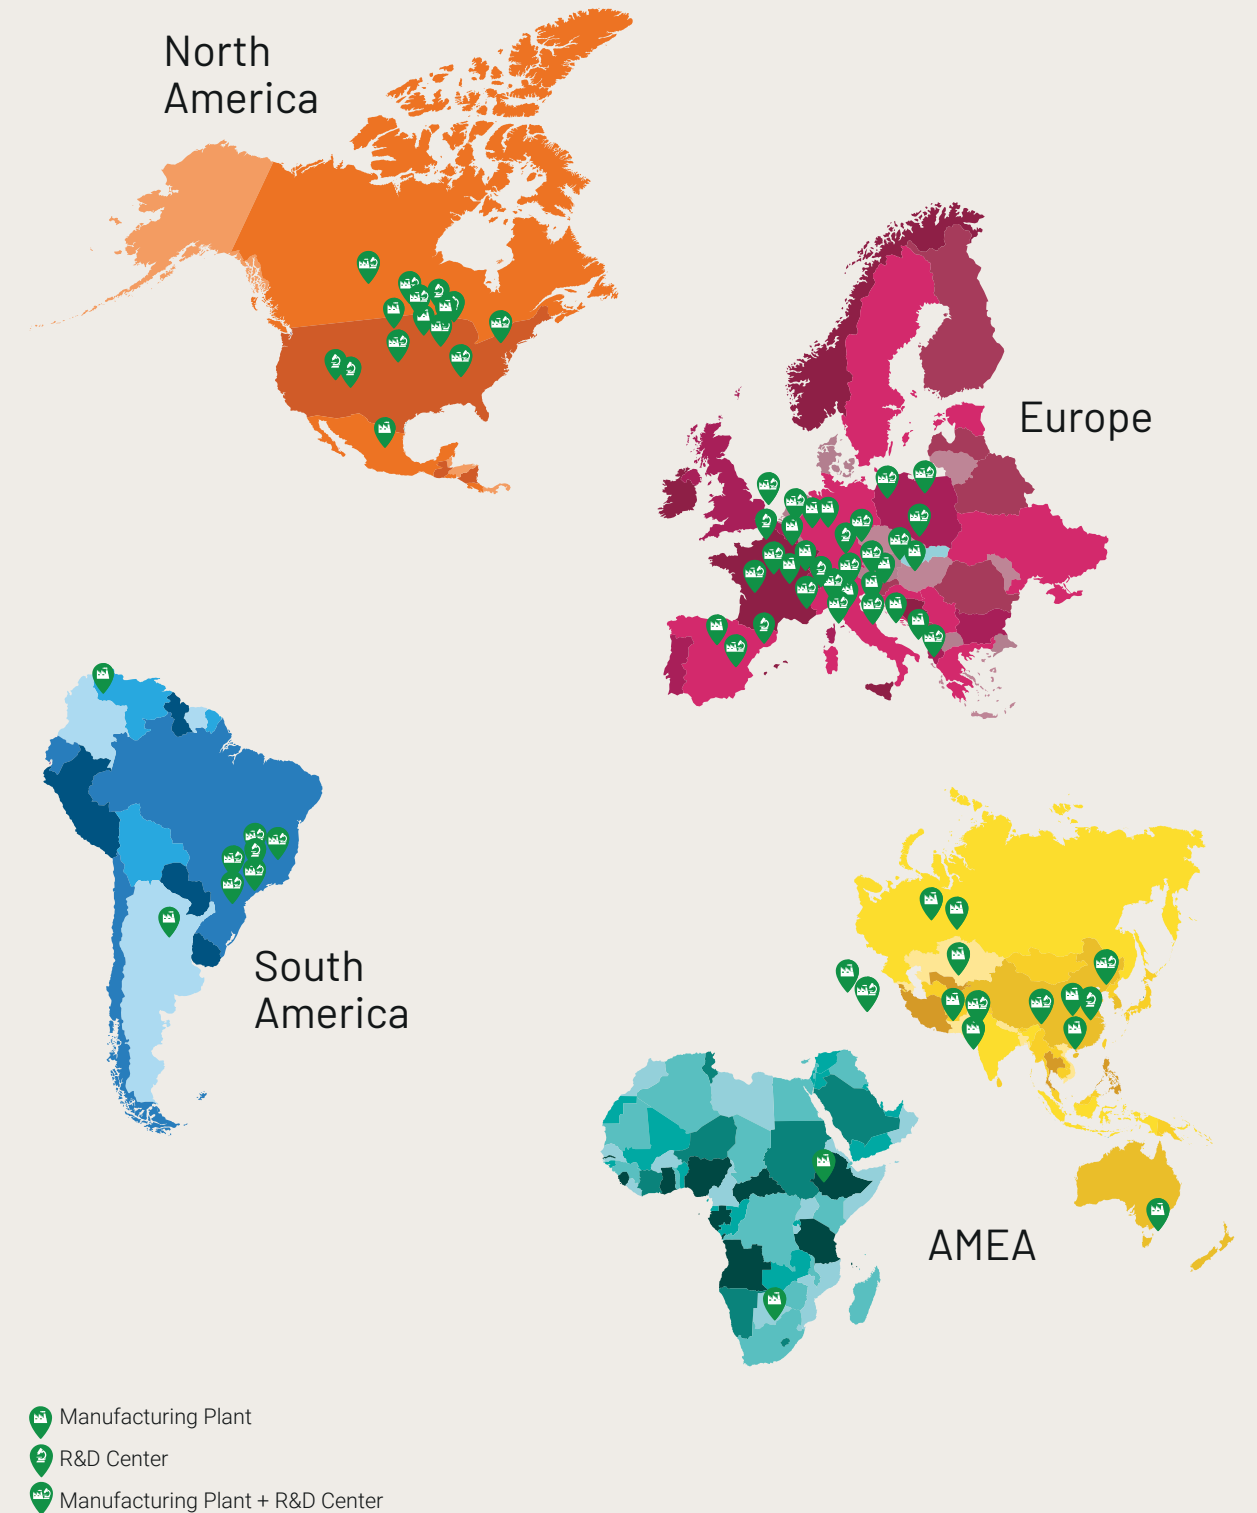 North
America
Europe
South
America
AMEA
Manufacturing Plant
R&D Center
Manufacturing Plant + R&D Center